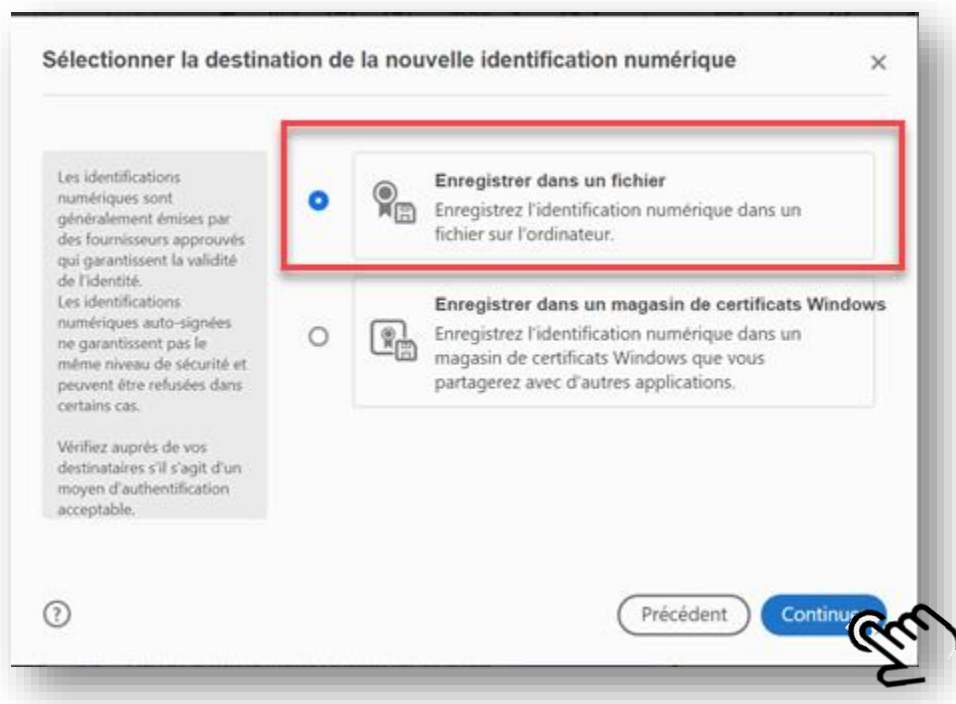 Sélectionner la destination de la nouvelle identification numérique
Les identifications
numériques sont
généralement émises par
des fournisseurs approuvés
qui garantissent la validité
de l'identité.
Les identifications
numériques auto-signées
ne garantissent pas le
même niveau de sécurité et
peuvent être refusées dans
certains cas.
Vérifiez auprès de vos
destinataires s'il s'agit d'un
moyen d'authentification
acceptable.
Enregistrer dans un fichier
Enregistrez l'identification numérique dans un
fichier sur l'ordinateur.
Enregistrer dans un magasin de certificats Windows
Enregistrez l'identification numérique dans un
magasin de certificats Windows que vous
partagerez avec d'autres applications.
Précédent
Continue